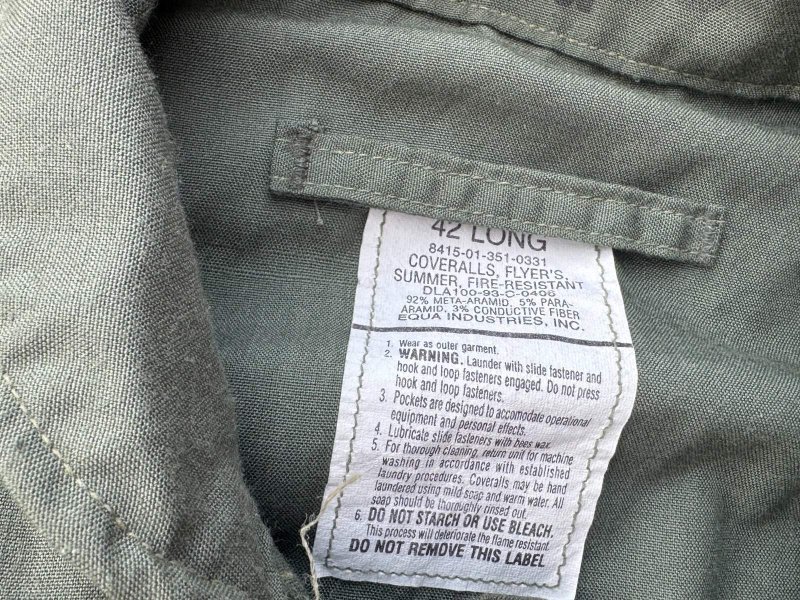 42 LONG
8415-01-351-0331
COVERALLS, FLYER'S,
SUMMER, FIRE-RESISTANT
DLA100-93-C-0406
92% META-ARAMID, 5% PARA-
ARAMID, 3% CONDUCTIVE FIBER
EQUA INDUSTRIES, INC.
1. Wear as outer garment.
2. WARNING. Launder with slide fastener and
hook and loop fasteners engaged. Do not press
hook and loop fasteners.
3. Pockets are designed to accomodate operational
equipment and personal effects.
4. Lubricate slide fasteners with bees wax.
5. For thorough cleaning, return unit for machine
washing in accordance with established
laundry procedures. Coveralls may be hand
laundered using mild soap and warm water. All
soap should be thoroughly rinsed out.
6. DO NOT STARCH OR USE BLEACH.
This process will deteriorate the flame resistant.
DO NOT REMOVE THIS LABEL